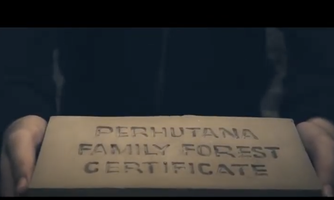 PERHUTANA
FAMILY FOREST
CERTIFICATE